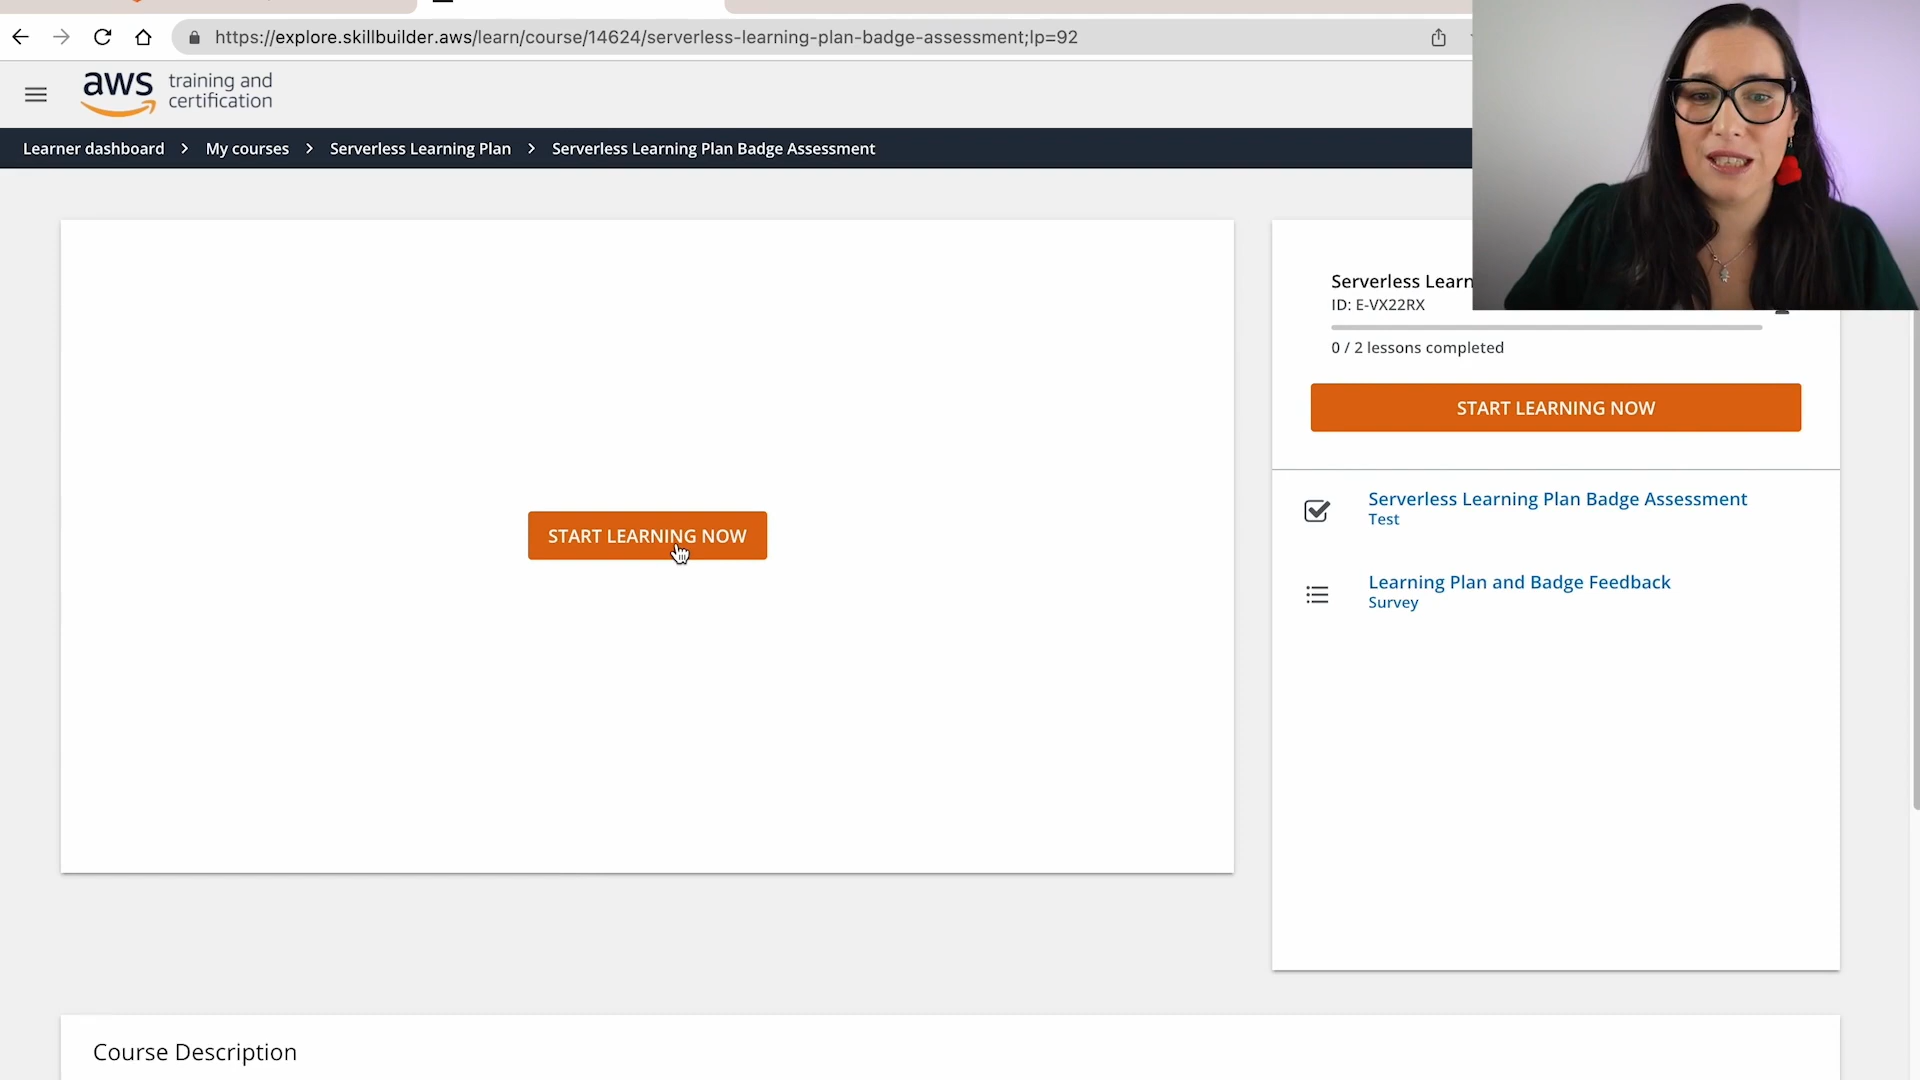 https://explore.skillbuilder.aws/learn/course/14624/serverless-learning-plan-badge-assessment;lp=92
aws training and certification
Learner dashboard > My courses > Serverless Learning Plan > Serverless Learning Plan Badge Assessment
Serverless Learn
ID: E-VX22RX
0 / 2 lessons completed
START LEARNING NOW
Serverless Learning Plan Badge Assessment
Test
START LEARNING NOW
Learning Plan and Badge Feedback
Survey
Course Description